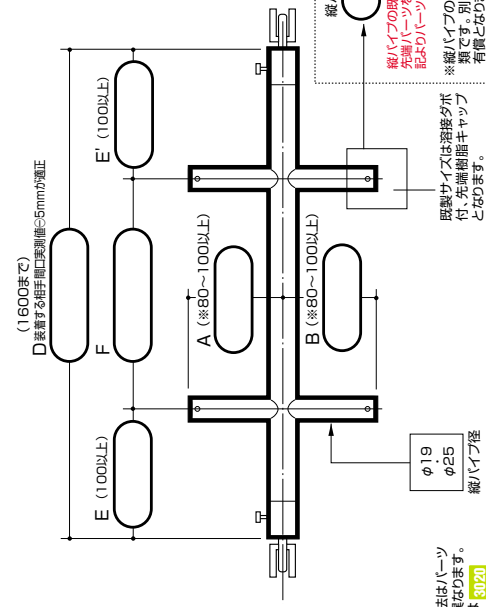 (1600まで)
D 装着する相手間口実測値⊖5mmが適正
E (100以上)
F
E' (100以上)
A (※80～100以上)
B (※80～100以上)
φ19
・
φ25
縦パイプ径
既製サイズは溶接ダボ
付、先端樹脂キャップ
となります。
縦パイプの既
先端パーツを
記よりパーツ
※縦パイプの
類です。別
有償となりま
法はパーツ
異なります。
3020